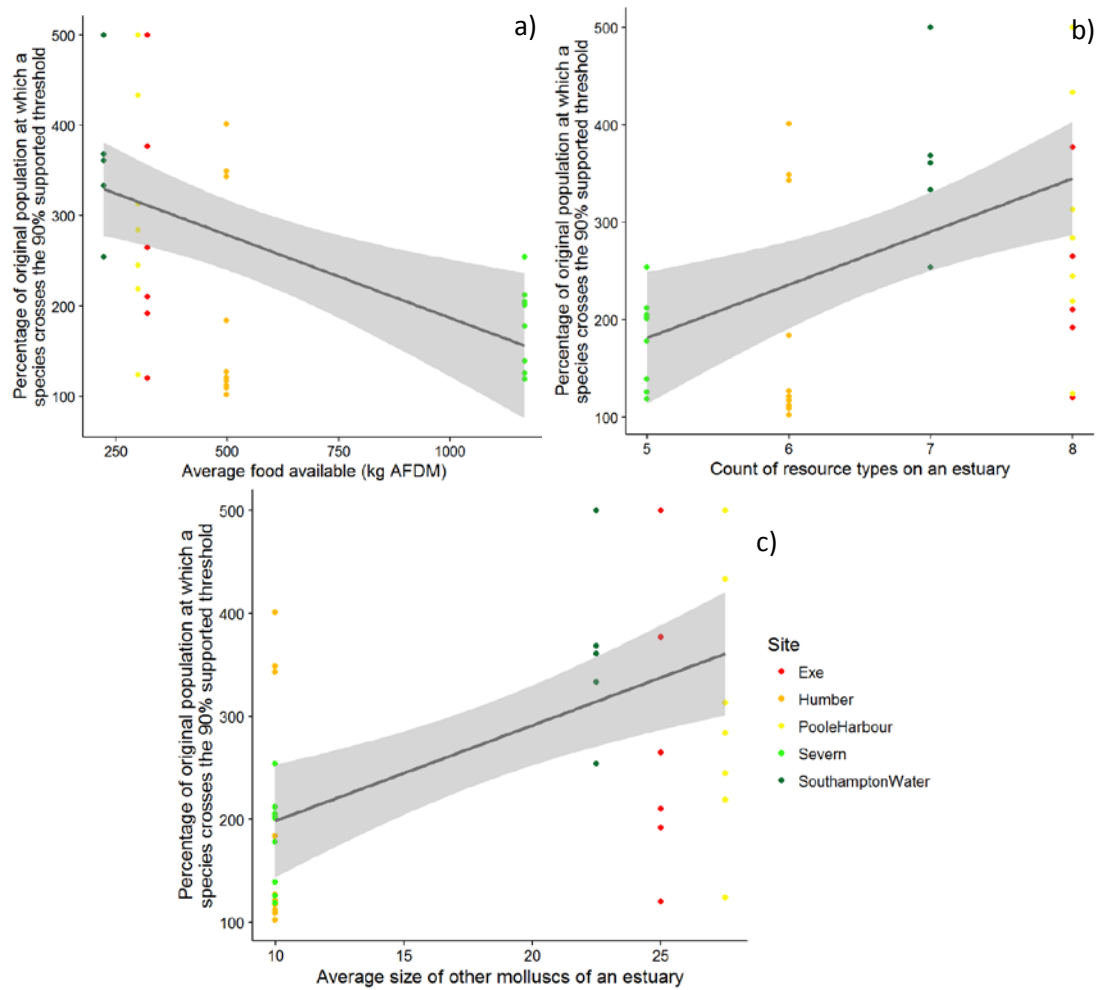 a)
Percentage of original population at which a
species crosses the 90% supported threshold
500
400
300
200
100
250
500
750
1000
Average food available (kg AFDM)
b)
Percentage of original population at which a
species crosses the 90% supported threshold
500
400
300
200
100
5
6
7
8
Count of resource types on an estuary
c)
Percentage of original population at which a
species crosses the 90% supported threshold
500
400
300
200
100
10
15
20
25
Average size of other molluscs of an estuary
Site
Exe
Humber
PooleHarbour
Severn
SouthamptonWater